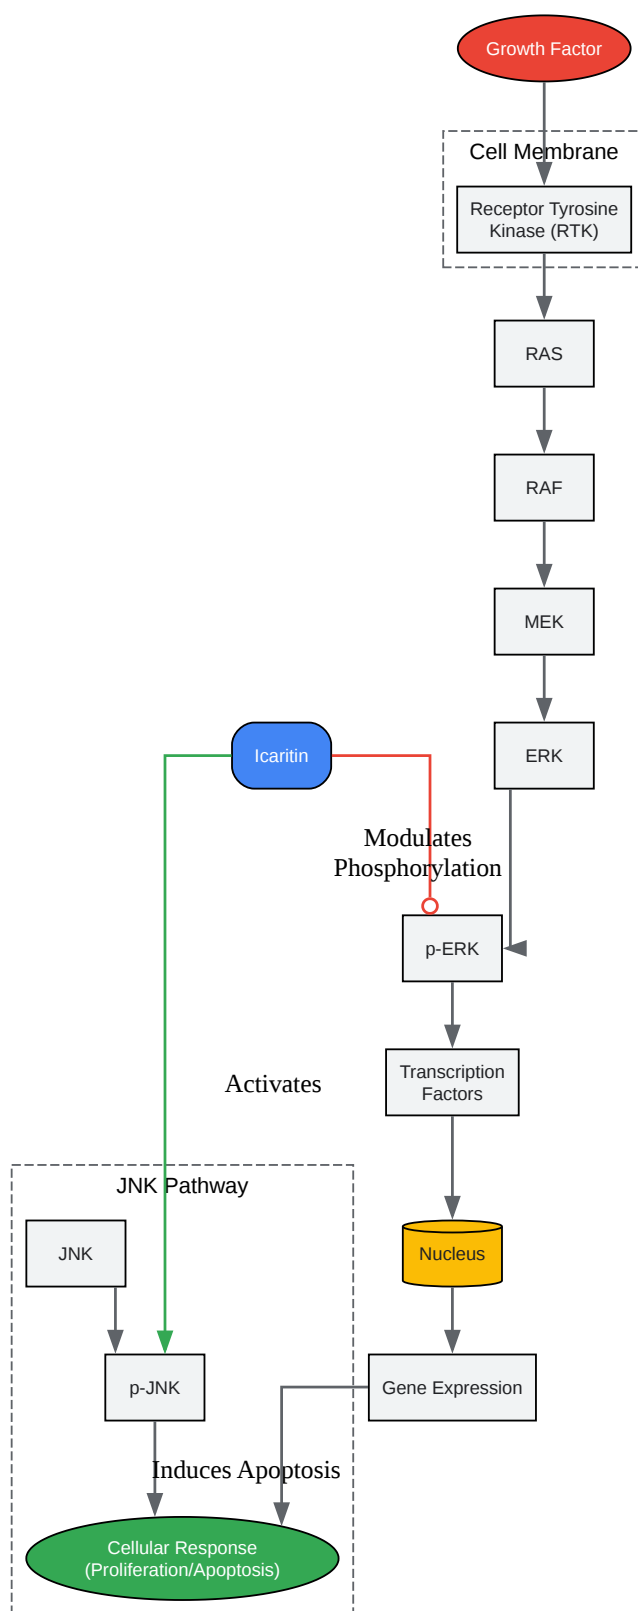 Growth Factor
Cell Membrane
Receptor Tyrosine
Kinase (RTK)
RAS
RAF
MEK
Icaritin
ERK
Modulates
Phosphorylation
p-ERK
Transcription
Factors
Activates
JNK Pathway
JNK
Nucleus
p-JNK
Gene Expression
Induces Apoptosis
Cellular Response
(Proliferation/Apoptosis)